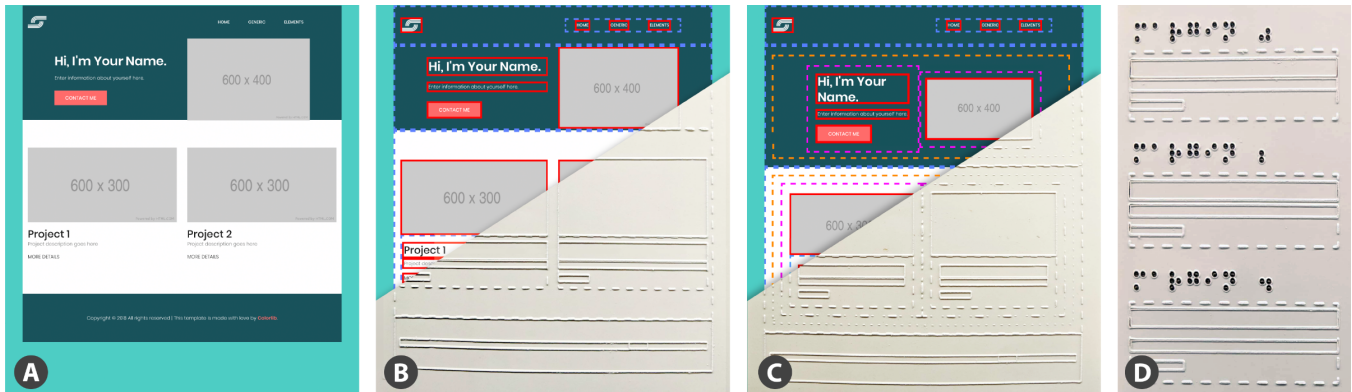 HOME GENERIC ELEMENTS
Hi, I'm Your Name.
Enter information about yourself here.
CONTACT ME
600 x 400
600 x 300
600 x 300
Project 1
Project description goes here
MORE DETAILS
Project 2
Project description goes here
MORE DETAILS
Copyright © 2018 All rights reserved | This template is made with love by Colorlib.
A
HOME GENERIC ELEMENTS
Hi, I'm Your Name.
Enter information about yourself here.
CONTACT ME
600 x 400
600 x 300
Project 1
B
HOME GENERIC ELEMENTS
Hi, I'm Your
Name.
Enter information about yourself here.
CONTACT ME
600 x 400
C
D